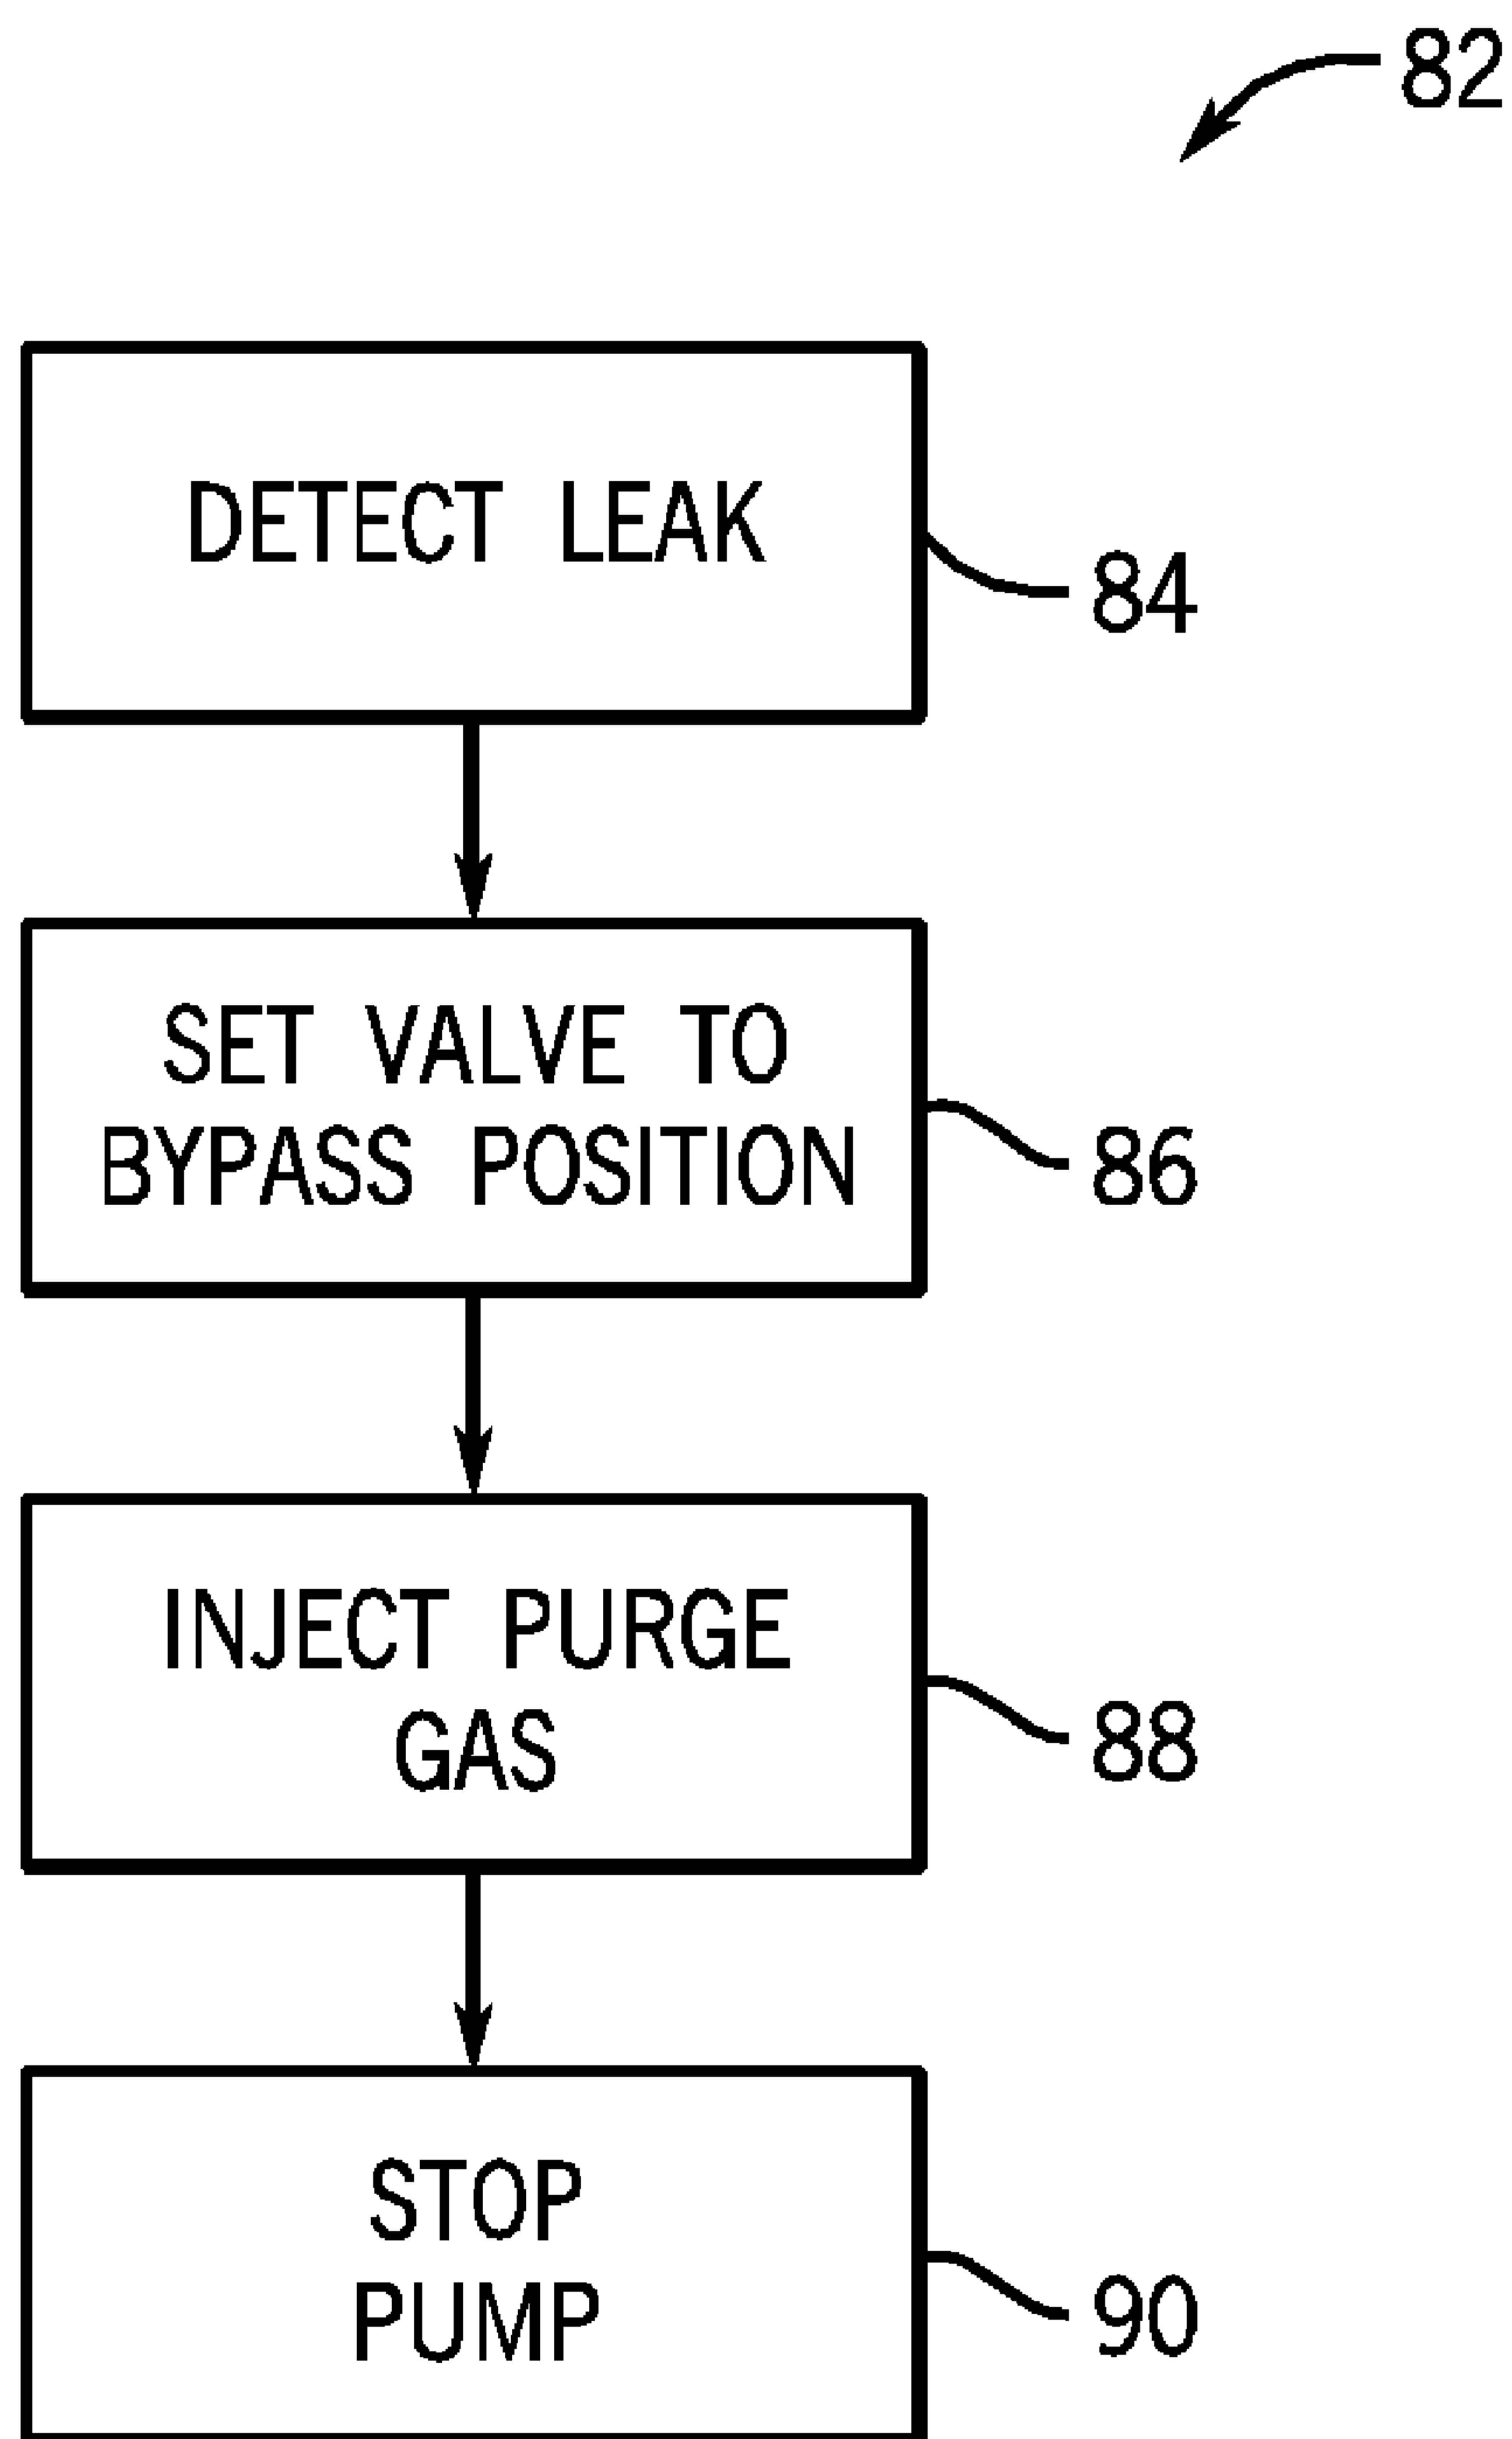 82
DETECT LEAK
84
SET VALVE TO
BYPASS POSITION
86
INJECT PURGE
GAS
88
STOP
PUMP
90